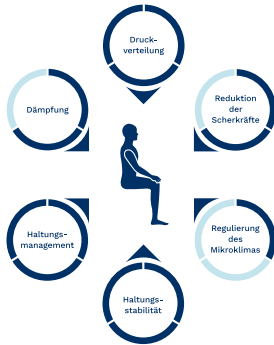 Druck-
verteilung
Dämpfung
Reduktion
der
Scherkräfte
Haltungs-
management
Regulierung
des
Mikroklimas
Haltungs-
stabilität